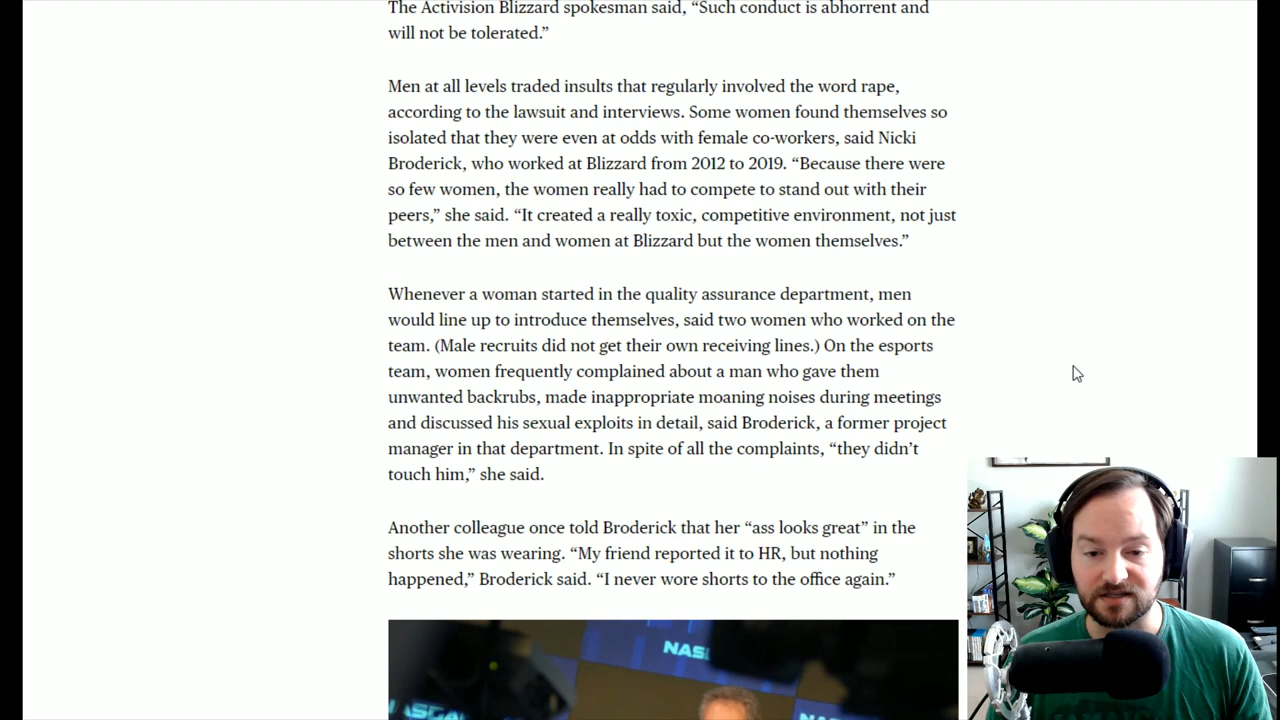 The Activision Blizzard spokesman said, “Such conduct is abhorrent and
will not be tolerated.”
Men at all levels traded insults that regularly involved the word rape,
according to the lawsuit and interviews. Some women found themselves so
isolated that they were even at odds with female co-workers, said Nicki
Broderick, who worked at Blizzard from 2012 to 2019. “Because there were
so few women, the women really had to compete to stand out with their
peers,” she said. “It created a really toxic, competitive environment, not just
between the men and women at Blizzard but the women themselves.”
Whenever a woman started in the quality assurance department, men
would line up to introduce themselves, said two women who worked on the
team. (Male recruits did not get their own receiving lines.) On the esports
team, women frequently complained about a man who gave them
unwanted backrubs, made inappropriate moaning noises during meetings
and discussed his sexual exploits in detail, said Broderick, a former project
manager in that department. In spite of all the complaints, “they didn’t
touch him,” she said.
Another colleague once told Broderick that her “ass looks great” in the
shorts she was wearing. “My friend reported it to HR, but nothing
happened,” Broderick said. “I never wore shorts to the office again.”